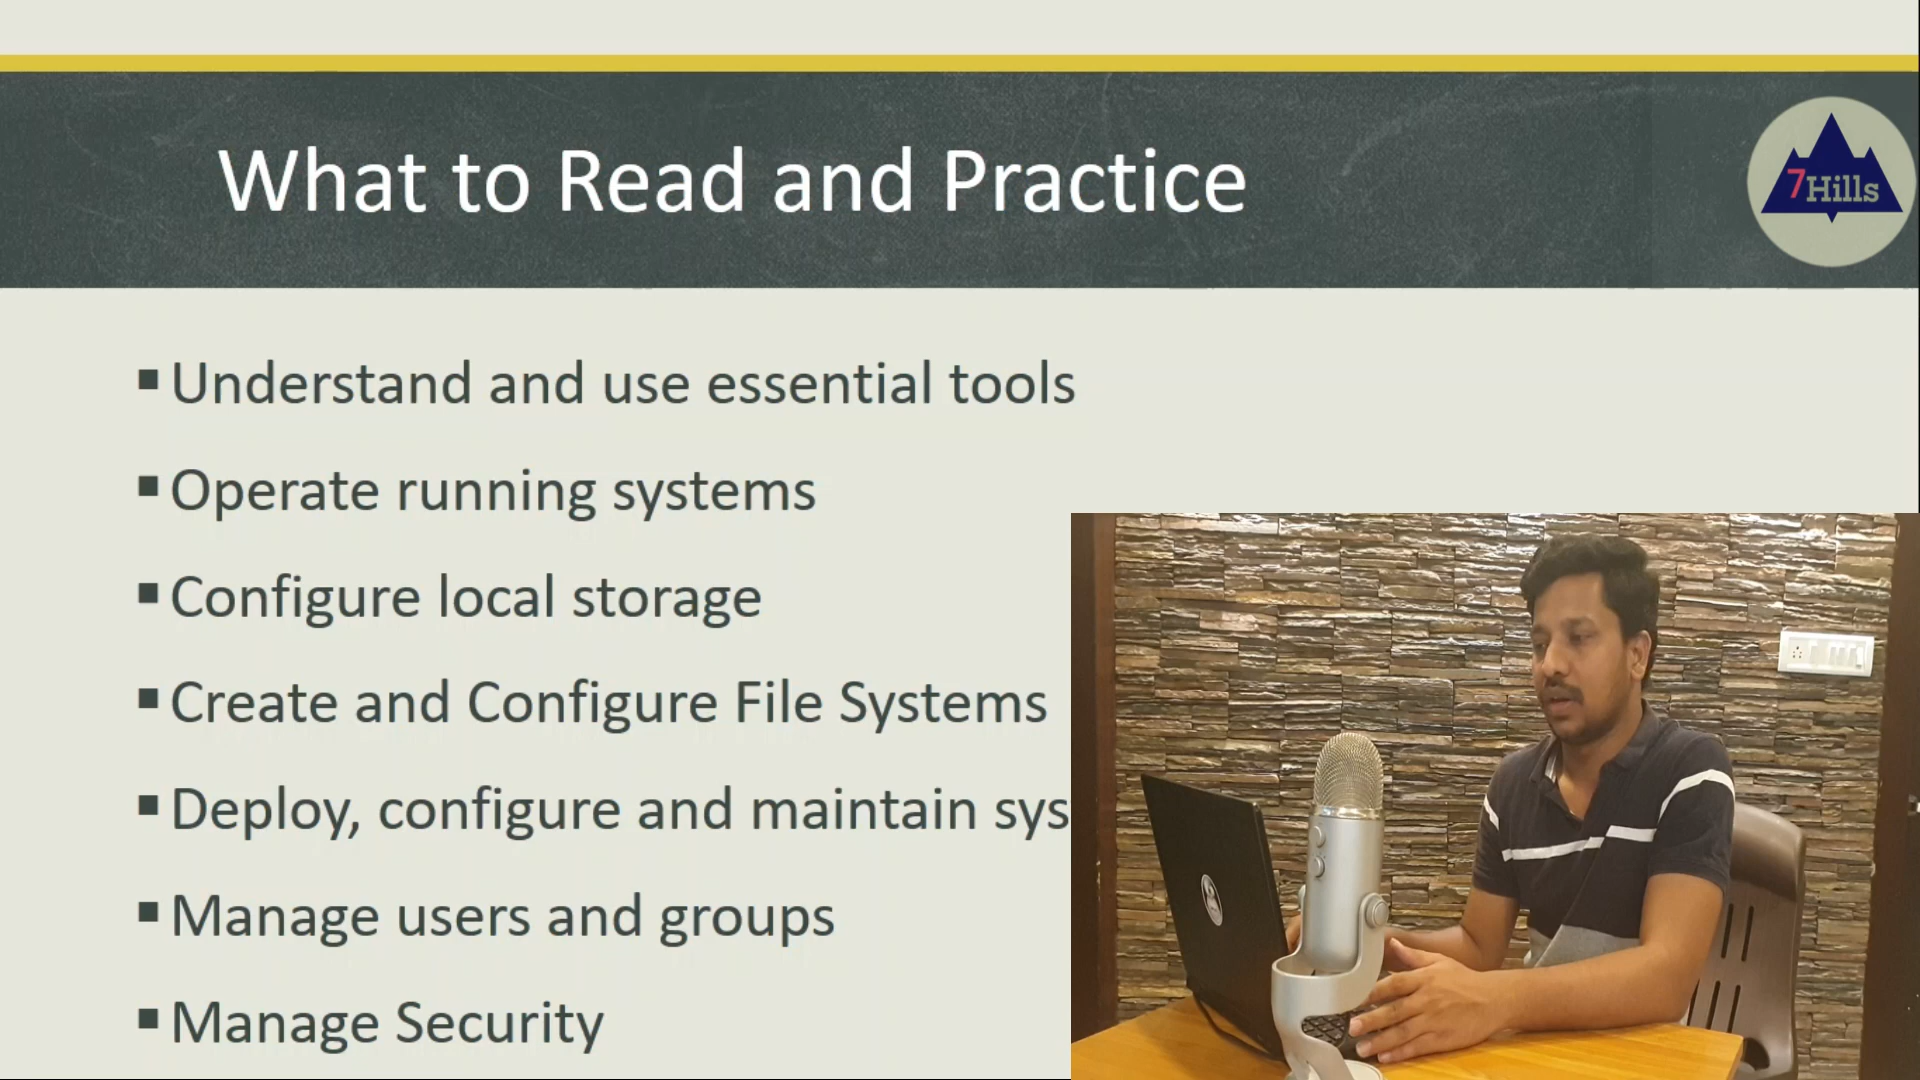 What to Read and Practice
7Hills
Understand and use essential tools
Operate running systems
Configure local storage
Create and Configure File Systems
Deploy, configure and maintain sys
Manage users and groups
Manage Security